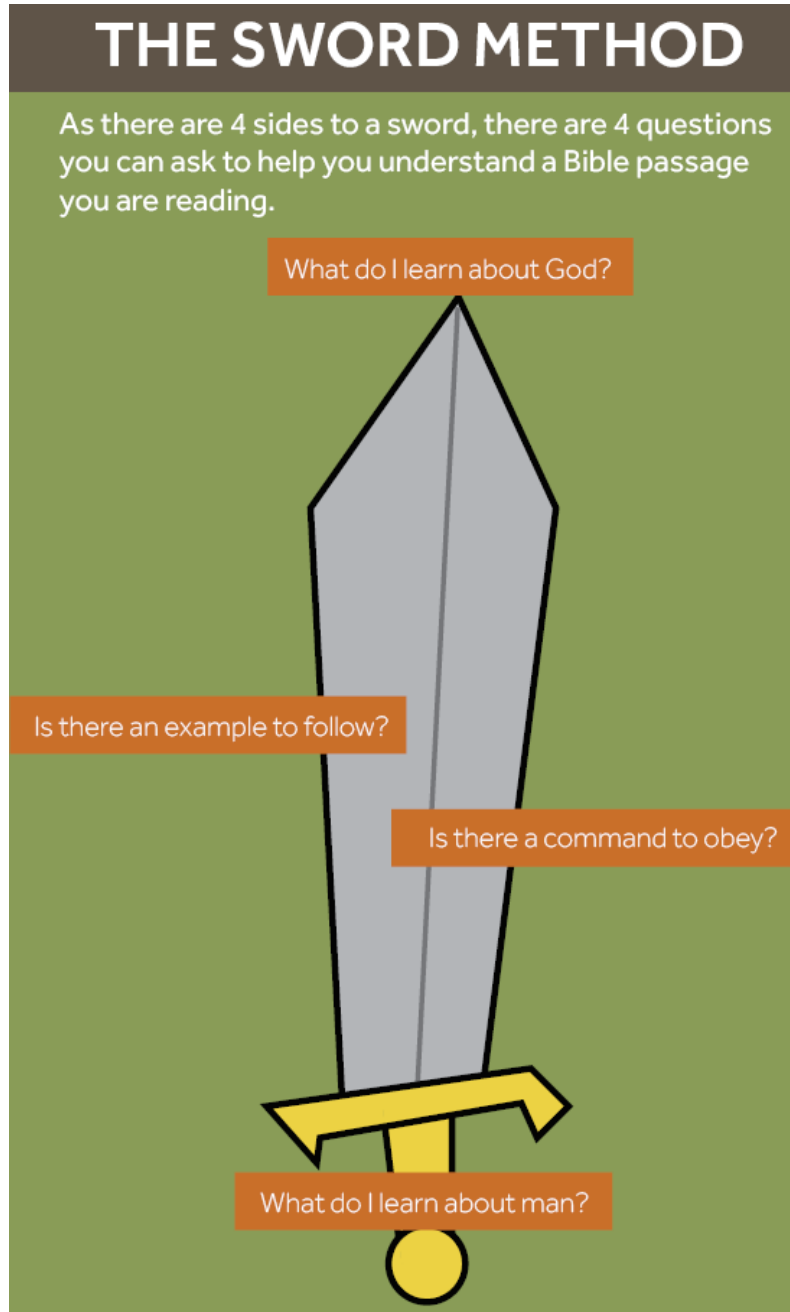 THE SWORD METHOD
As there are 4 sides to a sword, there are 4 questions
you can ask to help you understand a Bible passage
you are reading.
What do I learn about God?
Is there an example to follow?
Is there a command to obey?
What do I learn about man?